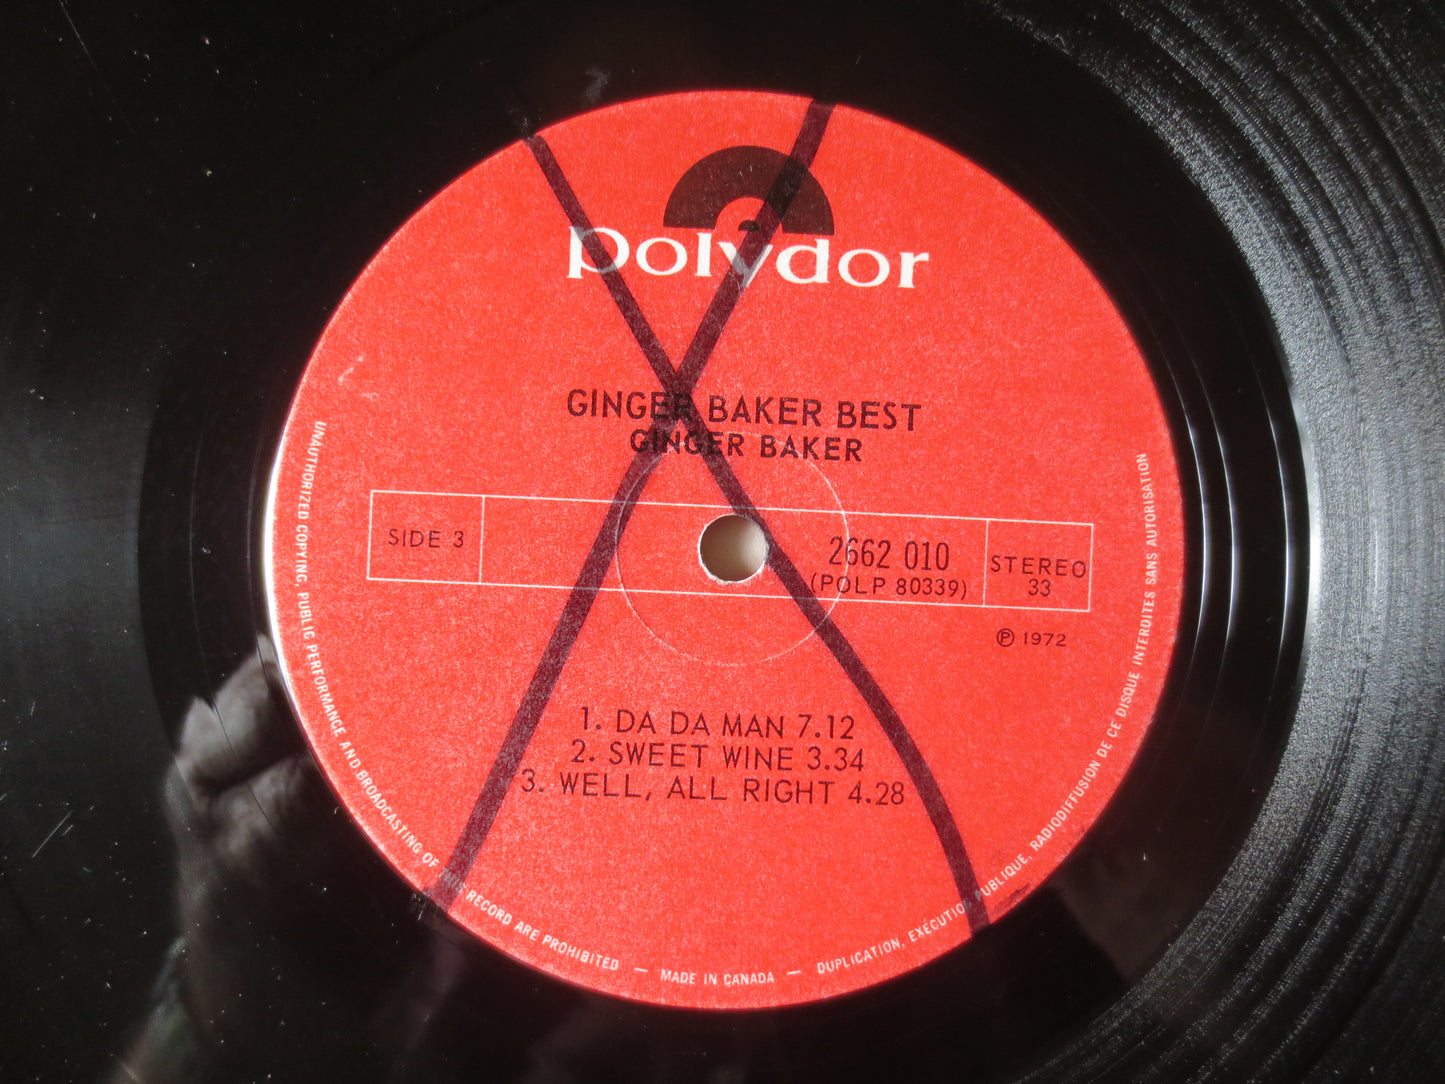 polydor
GINGER BAKER BEST
GINGER BAKER
SIDE 3
2662 010
(POLP 80339)
STEREO
33
℗ 1972
1. DA DA MAN 7.12
2. SWEET WINE 3.34
3. WELL, ALL RIGHT 4.28
UNAUTHORIZED COPYING, PUBLIC PERFORMANCE AND BROADCASTING OF THIS RECORD ARE PROHIBITED — MADE IN CANADA — DUPLICATION, EXÉCUTION PUBLIQUE, RADIODIFFUSION DE CE DISQUE INTERDITES SANS AUTORISATION